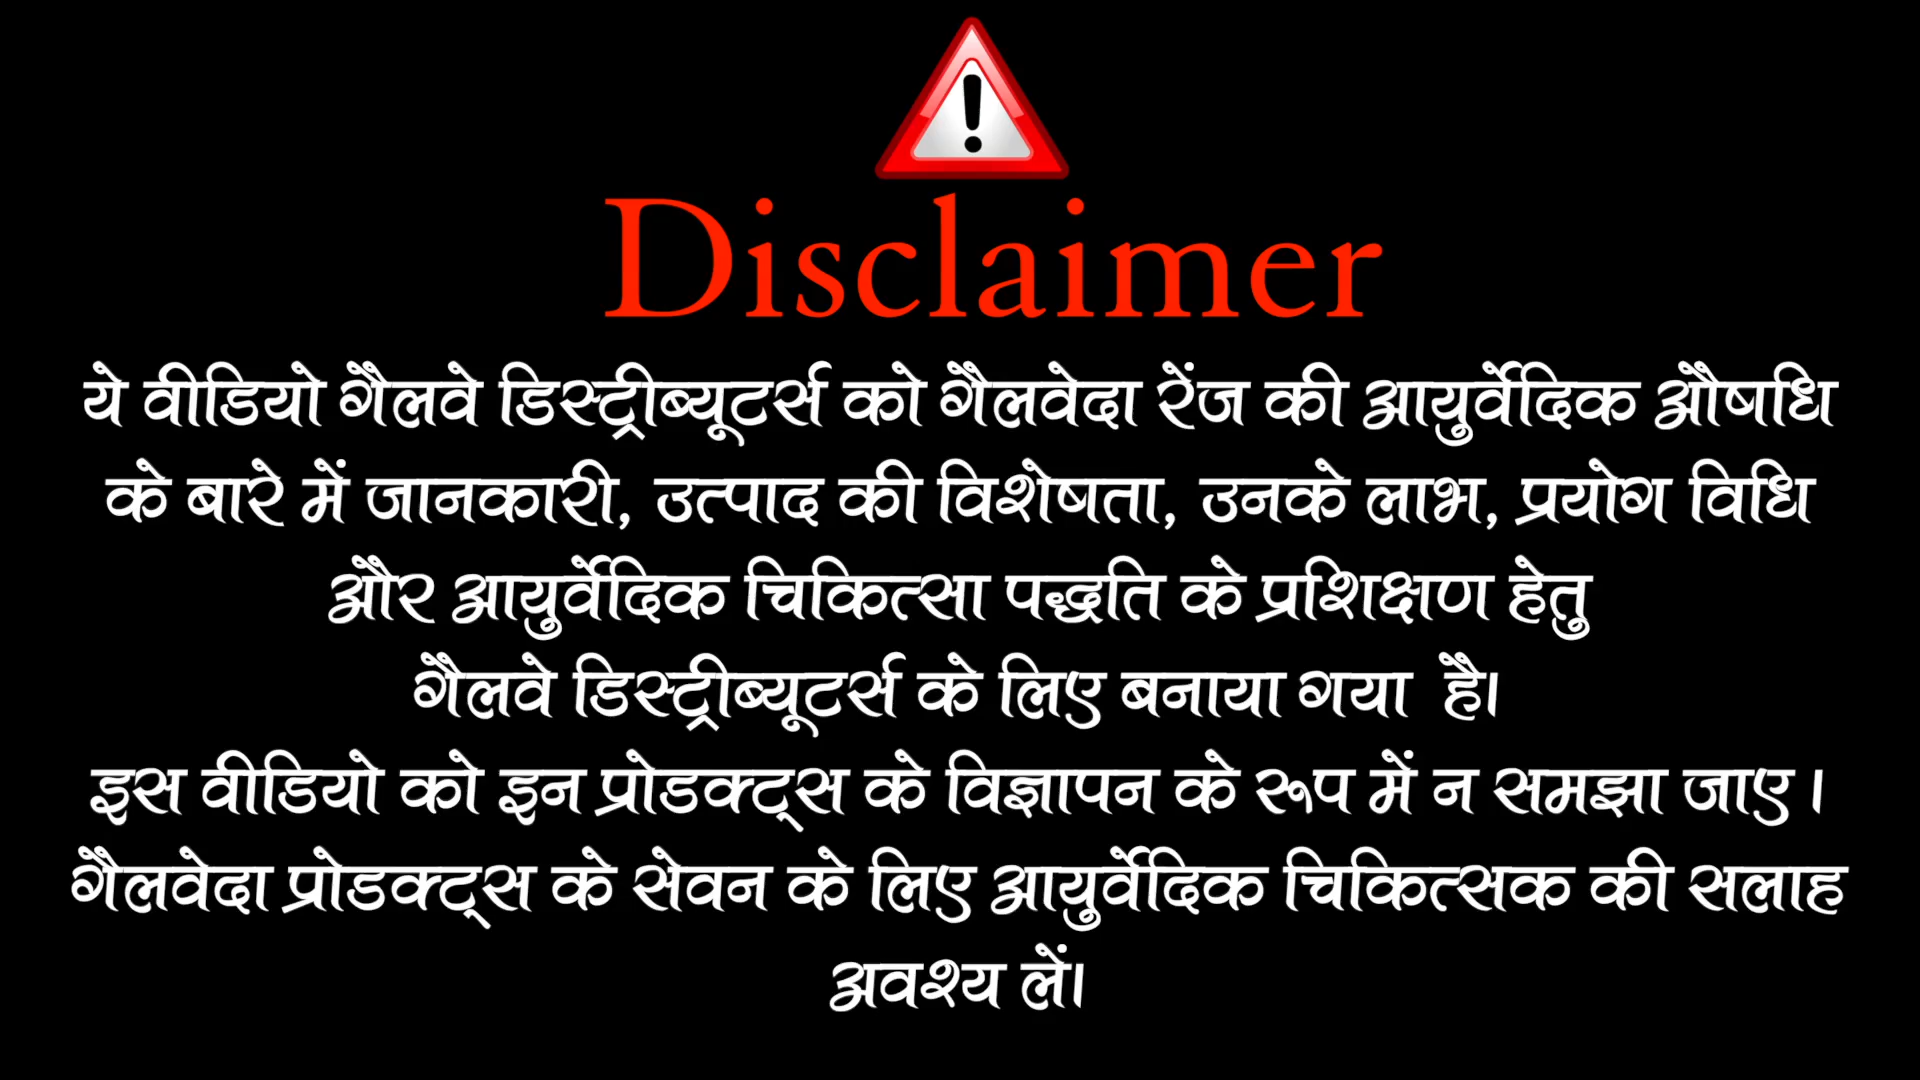 Disclaimer
ये वीडियो गैलवे डिस्ट्रीब्यूटर्स को गैलवेदा रेंज की आयुर्वेदिक औषधि
के बारे में जानकारी, उत्पाद की विशेषता, उनके लाभ, प्रयोग विधि
और आयुर्वेदिक चिकित्सा पद्धति के प्रशिक्षण हेतु
गैलवे डिस्ट्रीब्यूटर्स के लिए बनाया गया है।
इस वीडियो को इन प्रोडक्ट्स के विज्ञापन के रूप में न समझा जाए।
गैलवेदा प्रोडक्ट्स के सेवन के लिए आयुर्वेदिक चिकित्सक की सलाह
अवश्य लें।